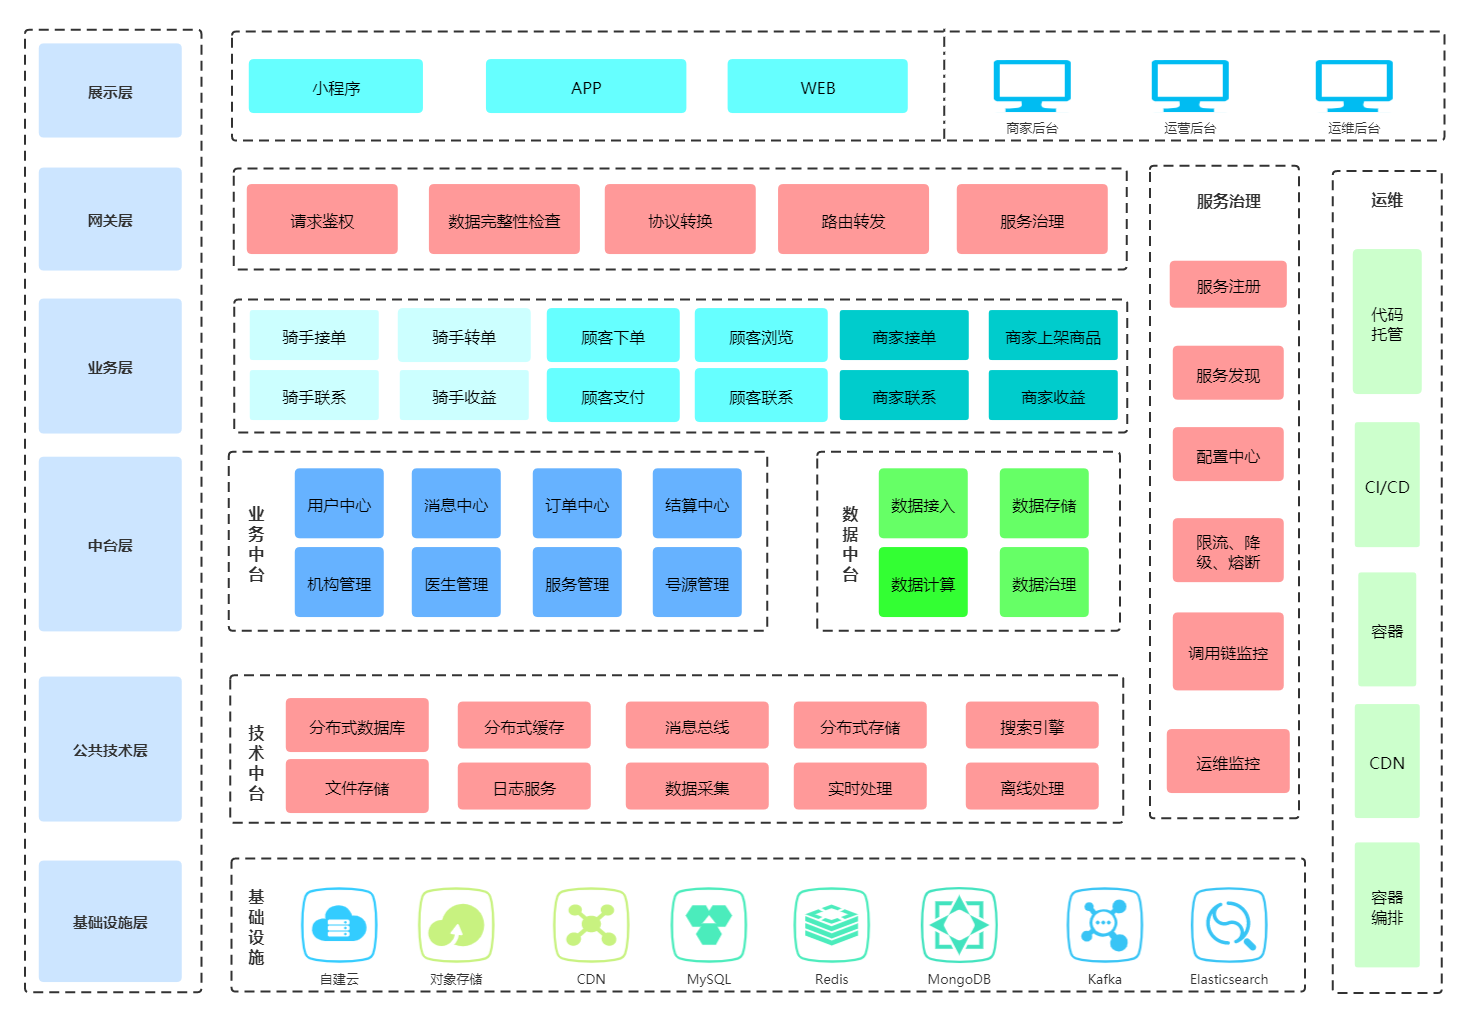 展示层
小程序
APP
WEB
商家后台
运营后台
运维后台
网关层
请求鉴权
数据完整性检查
协议转换
路由转发
服务治理
业务层
骑手接单
骑手转单
顾客下单
顾客浏览
商家接单
商家上架商品
骑手联系
骑手收益
顾客支付
顾客联系
商家联系
商家收益
中台层
业务中台
用户中心
消息中心
订单中心
结算中心
机构管理
医生管理
服务管理
号源管理
数据中台
数据接入
数据存储
数据计算
数据治理
公共技术层
技术中台
分布式数据库
分布式缓存
消息总线
分布式存储
搜索引擎
文件存储
日志服务
数据采集
实时处理
离线处理
基础设施层
基础设施
自建云
对象存储
CDN
MySQL
Redis
MongoDB
Kafka
Elasticsearch
服务治理
服务注册
服务发现
配置中心
限流、降
级、熔断
调用链监控
运维监控
运维
代码
托管
CI/CD
容器
CDN
容器
编排